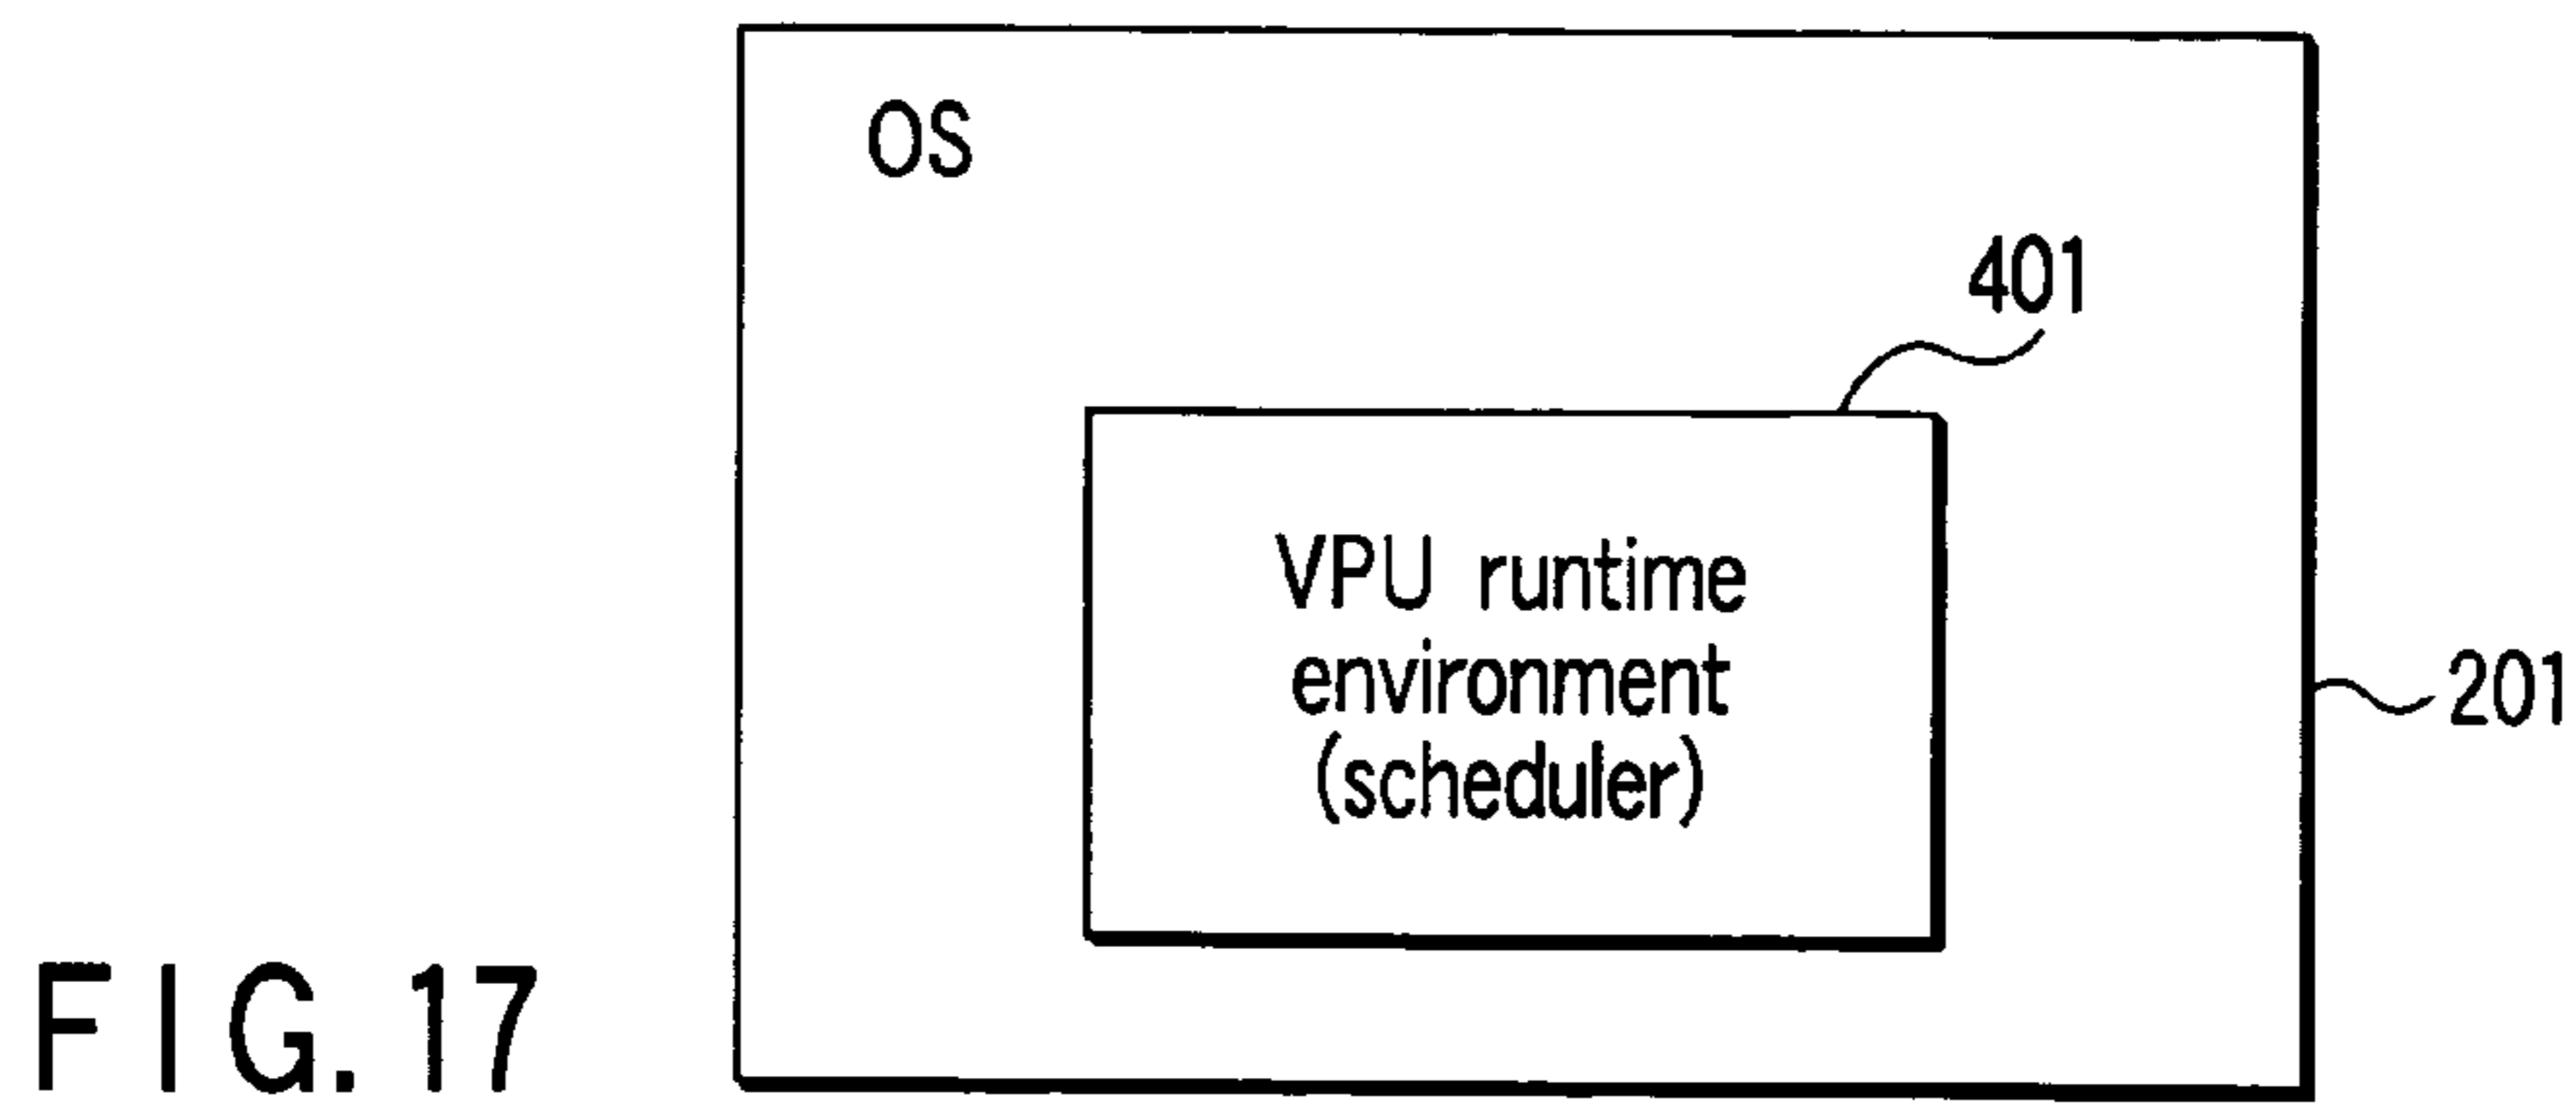 OS
401
VPU runtime
environment
(scheduler)
201
FIG.17